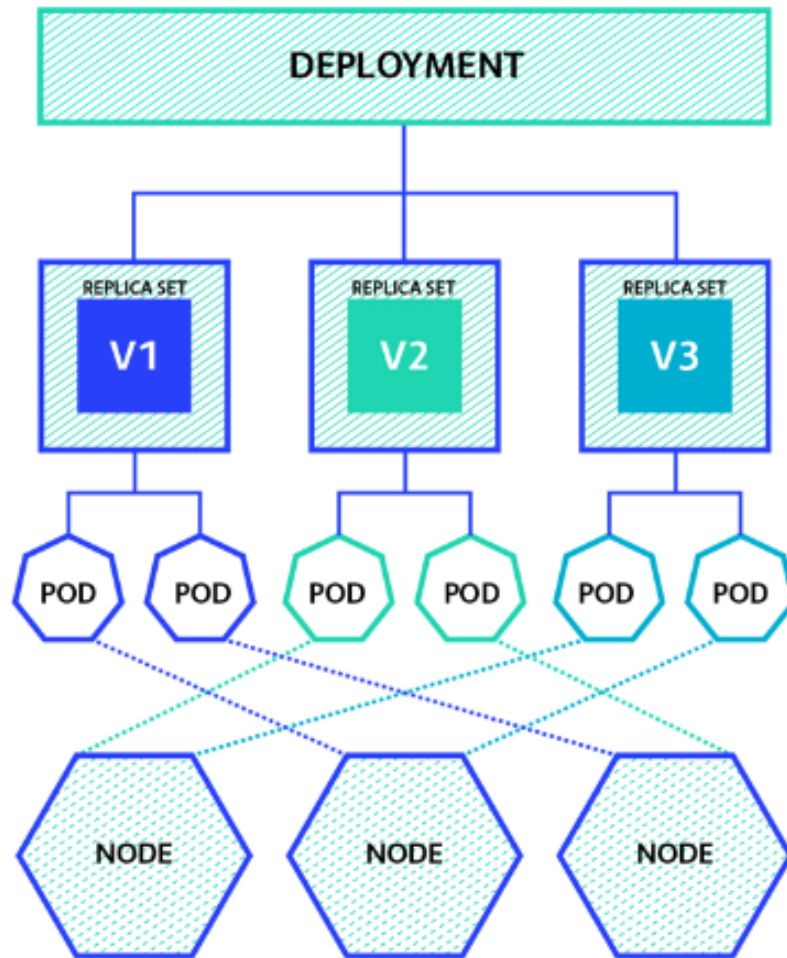 DEPLOYMENT
REPLICA SET REPLICA SET REPLICA SET
V1 V2 V3
POD POD POD POD POD POD
NODE NODE NODE